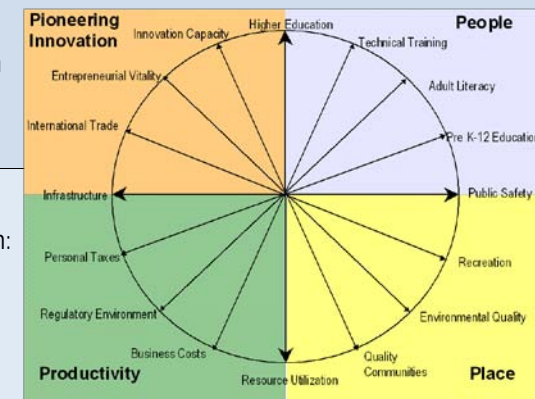 Pioneering
Innovation
People
Higher Education
Innovation Capacity
Technical Training
Entrepreneurial Vitality
Adult Literacy
International Trade
Pre K-12 Education
Infrastructure
Public Safety
Personal Taxes
Recreation
Regulatory Environment
Environmental Quality
Business Costs
Quality
Communities
Resource Utilization
Productivity
Place